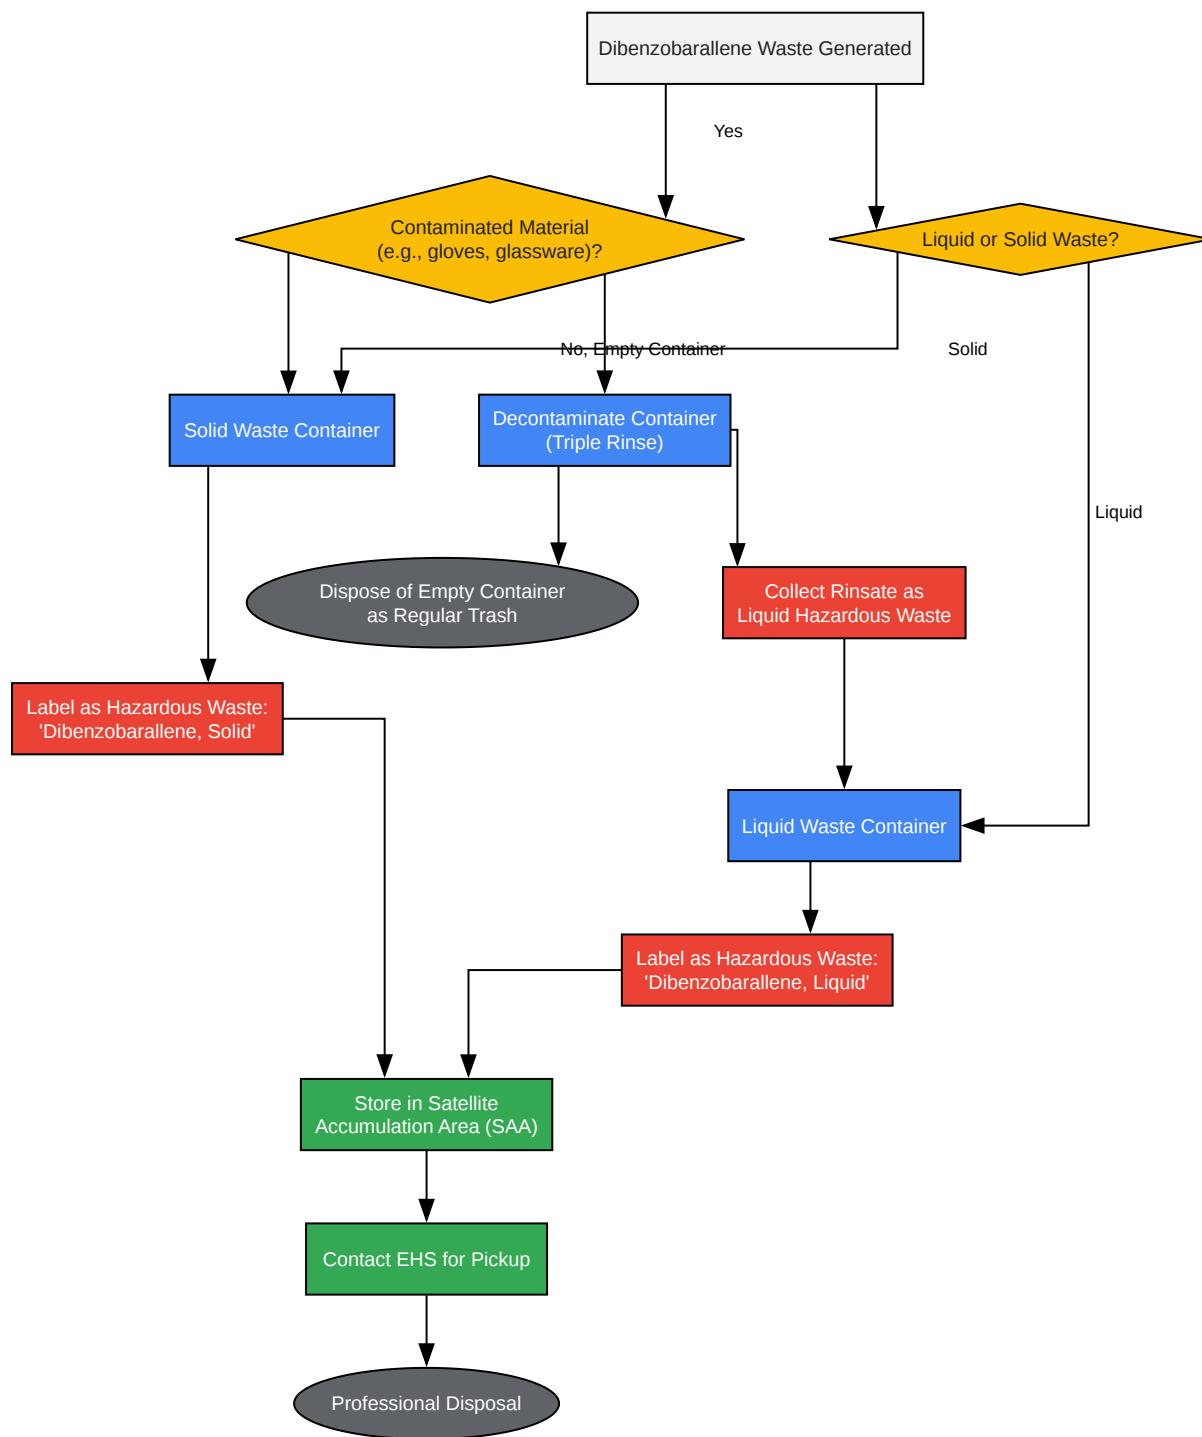 Dibenzobarallene Waste Generated
Yes
Contaminated Material
(e.g., gloves, glassware)?
Liquid or Solid Waste?
No, Empty Container
Solid
Solid Waste Container
Decontaminate Container
(Triple Rinse)
Liquid
Dispose of Empty Container
as Regular Trash
Collect Rinsate as
Liquid Hazardous Waste
Label as Hazardous Waste:
'Dibenzobarallene, Solid'
Liquid Waste Container
Label as Hazardous Waste:
'Dibenzobarallene, Liquid'
Store in Satellite
Accumulation Area (SAA)
Contact EHS for Pickup
Professional Disposal